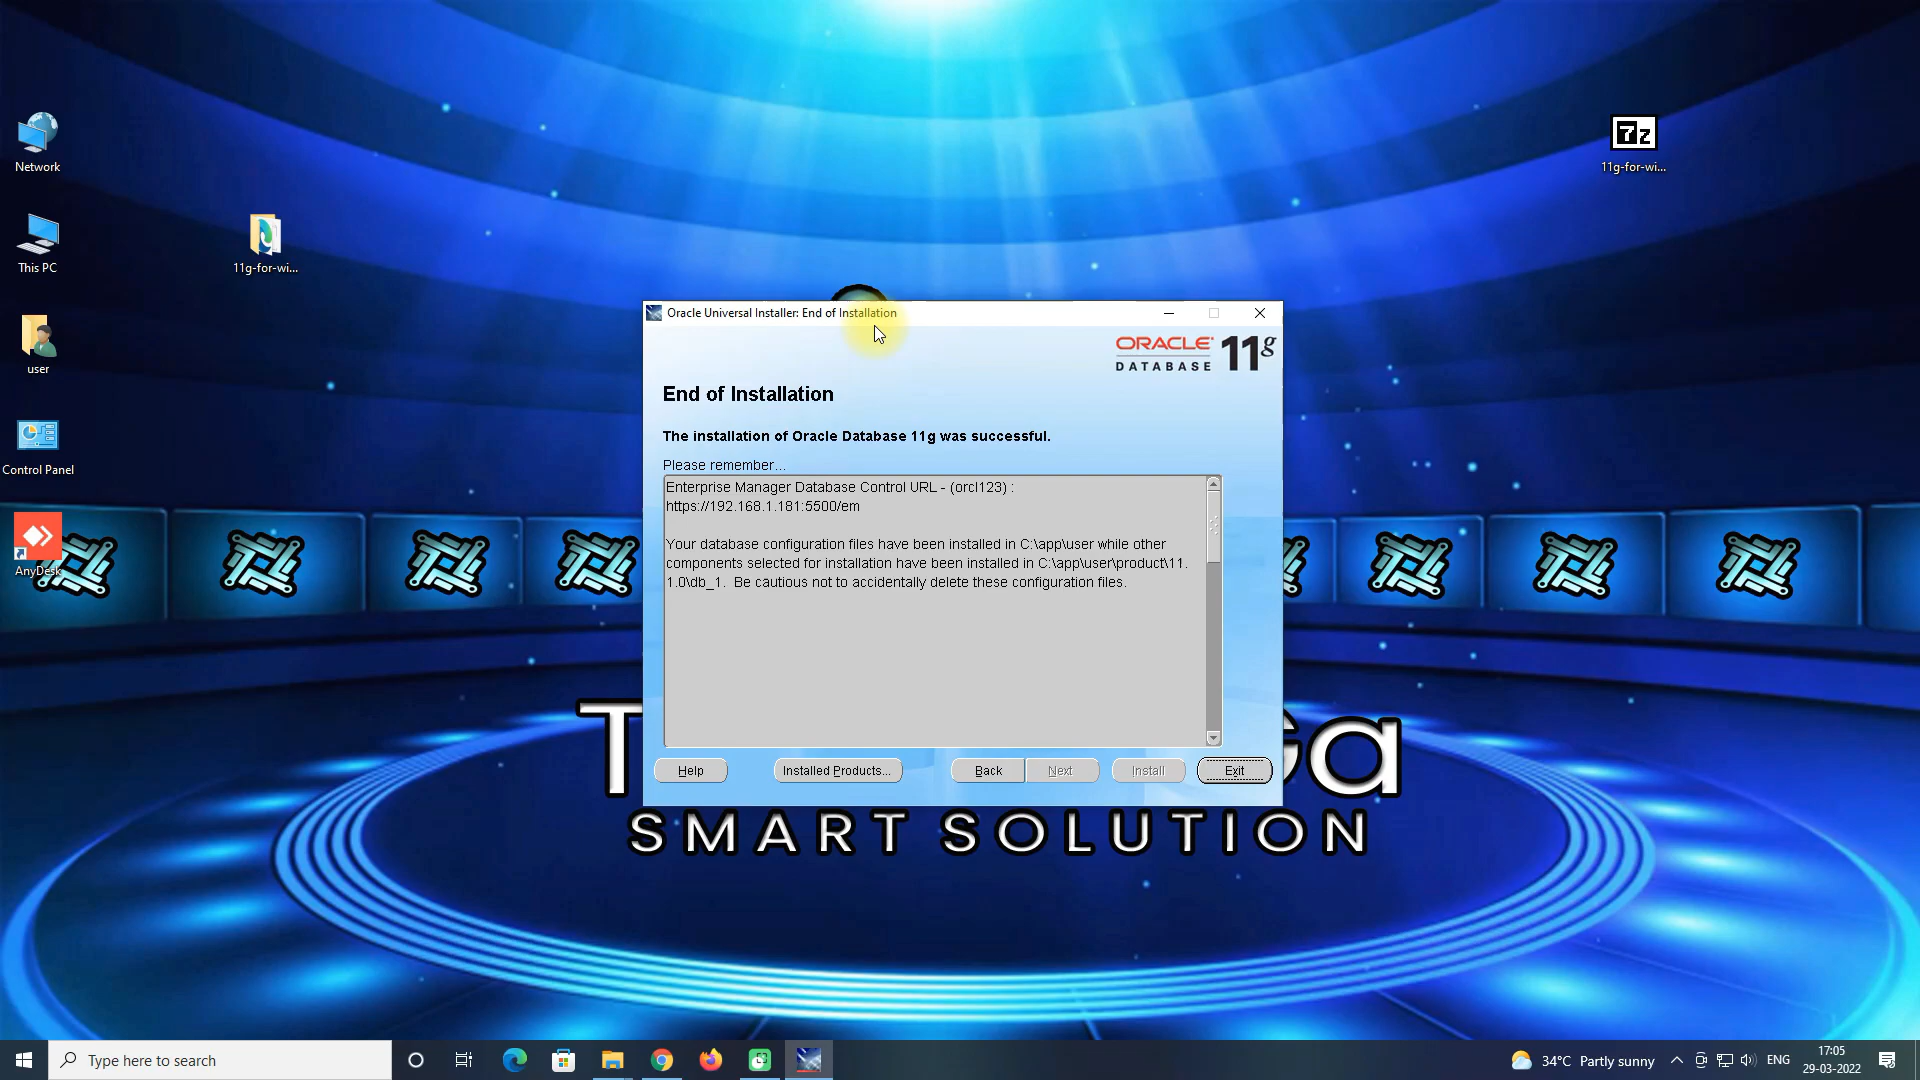 Network
This PC
user
Control Panel
AnyDesk
11g-for-wi...
7z
11g-for-wi...
Oracle Universal Installer: End of Installation
ORACLE
DATABASE
11g
End of Installation
The installation of Oracle Database 11g was successful.
Please remember...
Enterprise Manager Database Control URL - (orcl123) :
https://192.168.1.181:5500/em
Your database configuration files have been installed in C:\app\user while other
components selected for installation have been installed in C:\app\user\product\11.
1.0\db_1.  Be cautious not to accidentally delete these configuration files.
Help
Installed Products...
Back
Next
Install
Exit
SMART SOLUTION
Type here to search
34°C Partly sunny
ENG
17:05
29-03-2022